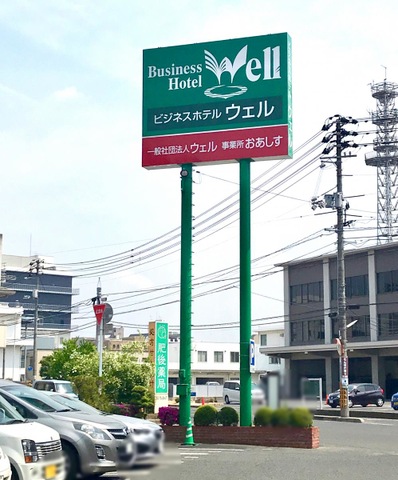 Business
Hotel
Well
ビジネスホテル ウェル
一般社団法人ウェル 事業所おあしす
肥後薬局